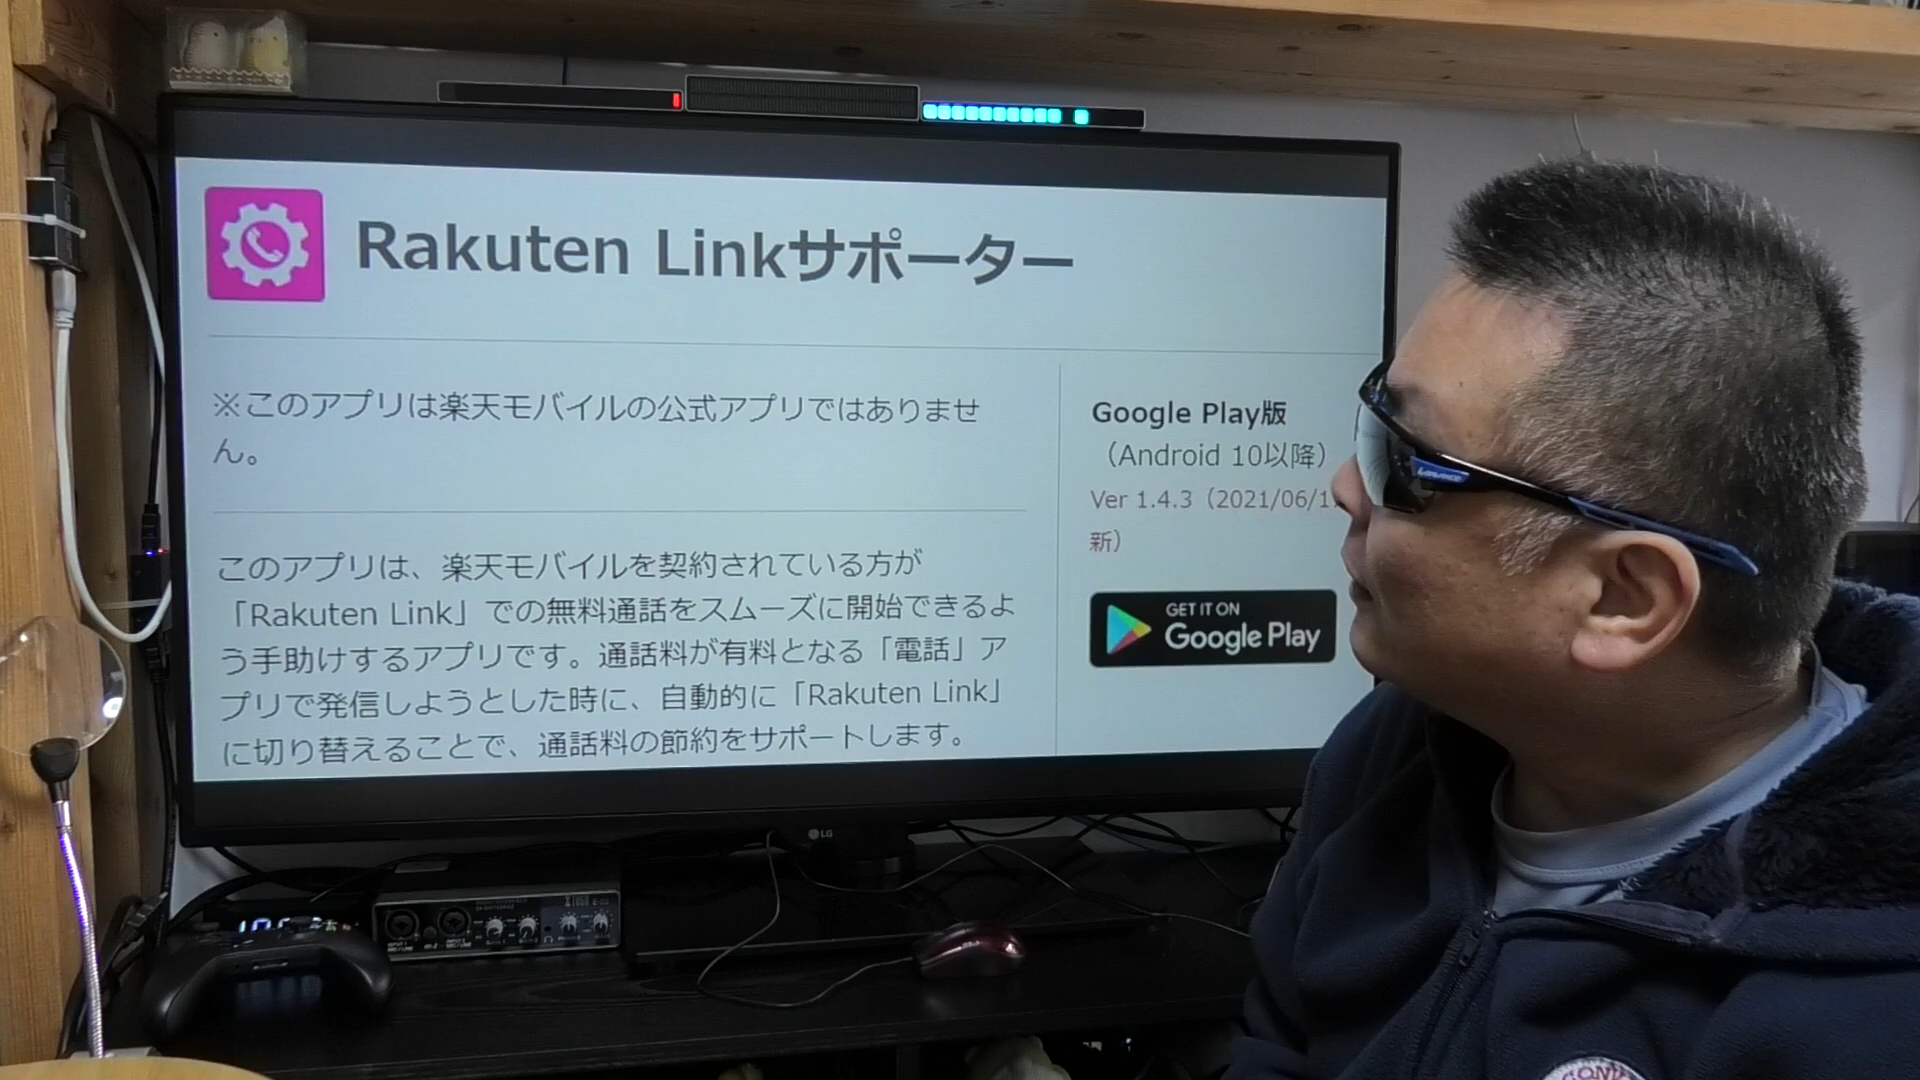 Rakuten Linkサポーター
※このアプリは楽天モバイルの公式アプリではありませ
ん。
このアプリは、楽天モバイルを契約されている方が
「Rakuten Link」での無料通話をスムーズに開始できるよ
う手助けするアプリです。通話料が有料となる「電話」ア
プリで発信しようとした時に、自動的に「Rakuten Link」
に切り替えることで、通話料の節約をサポートします。
Google Play版
（Android 10以降）
Ver 1.4.3（2021/06/1
新）
GET IT ON
Google Play
LG